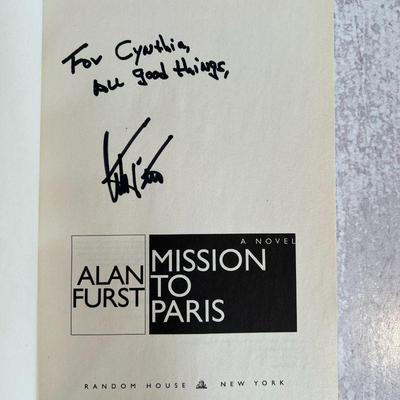 For Cynthia,
All good things,
A NOVEL
ALAN
FURST
MISSION
TO
PARIS
RANDOM HOUSE NEW YORK